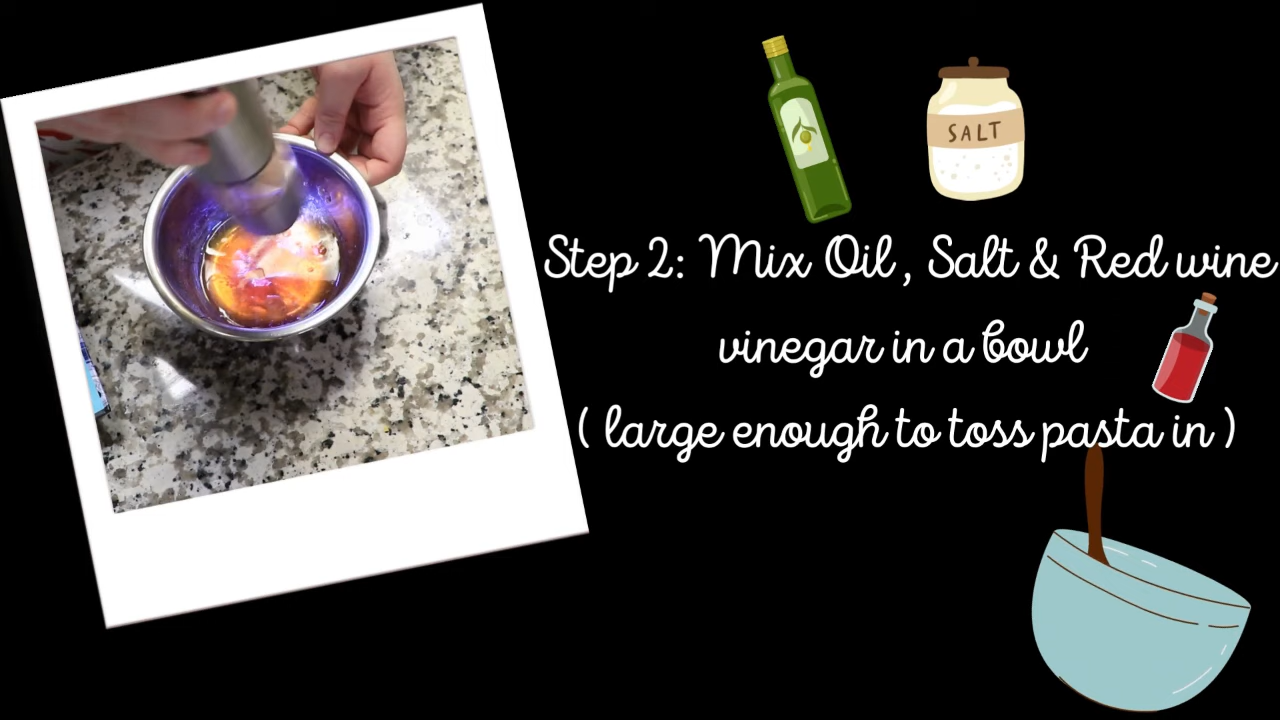 SALT
Step 2: Mix Oil, Salt & Red wine
vinegar in a bowl
( large enough to toss pasta in )